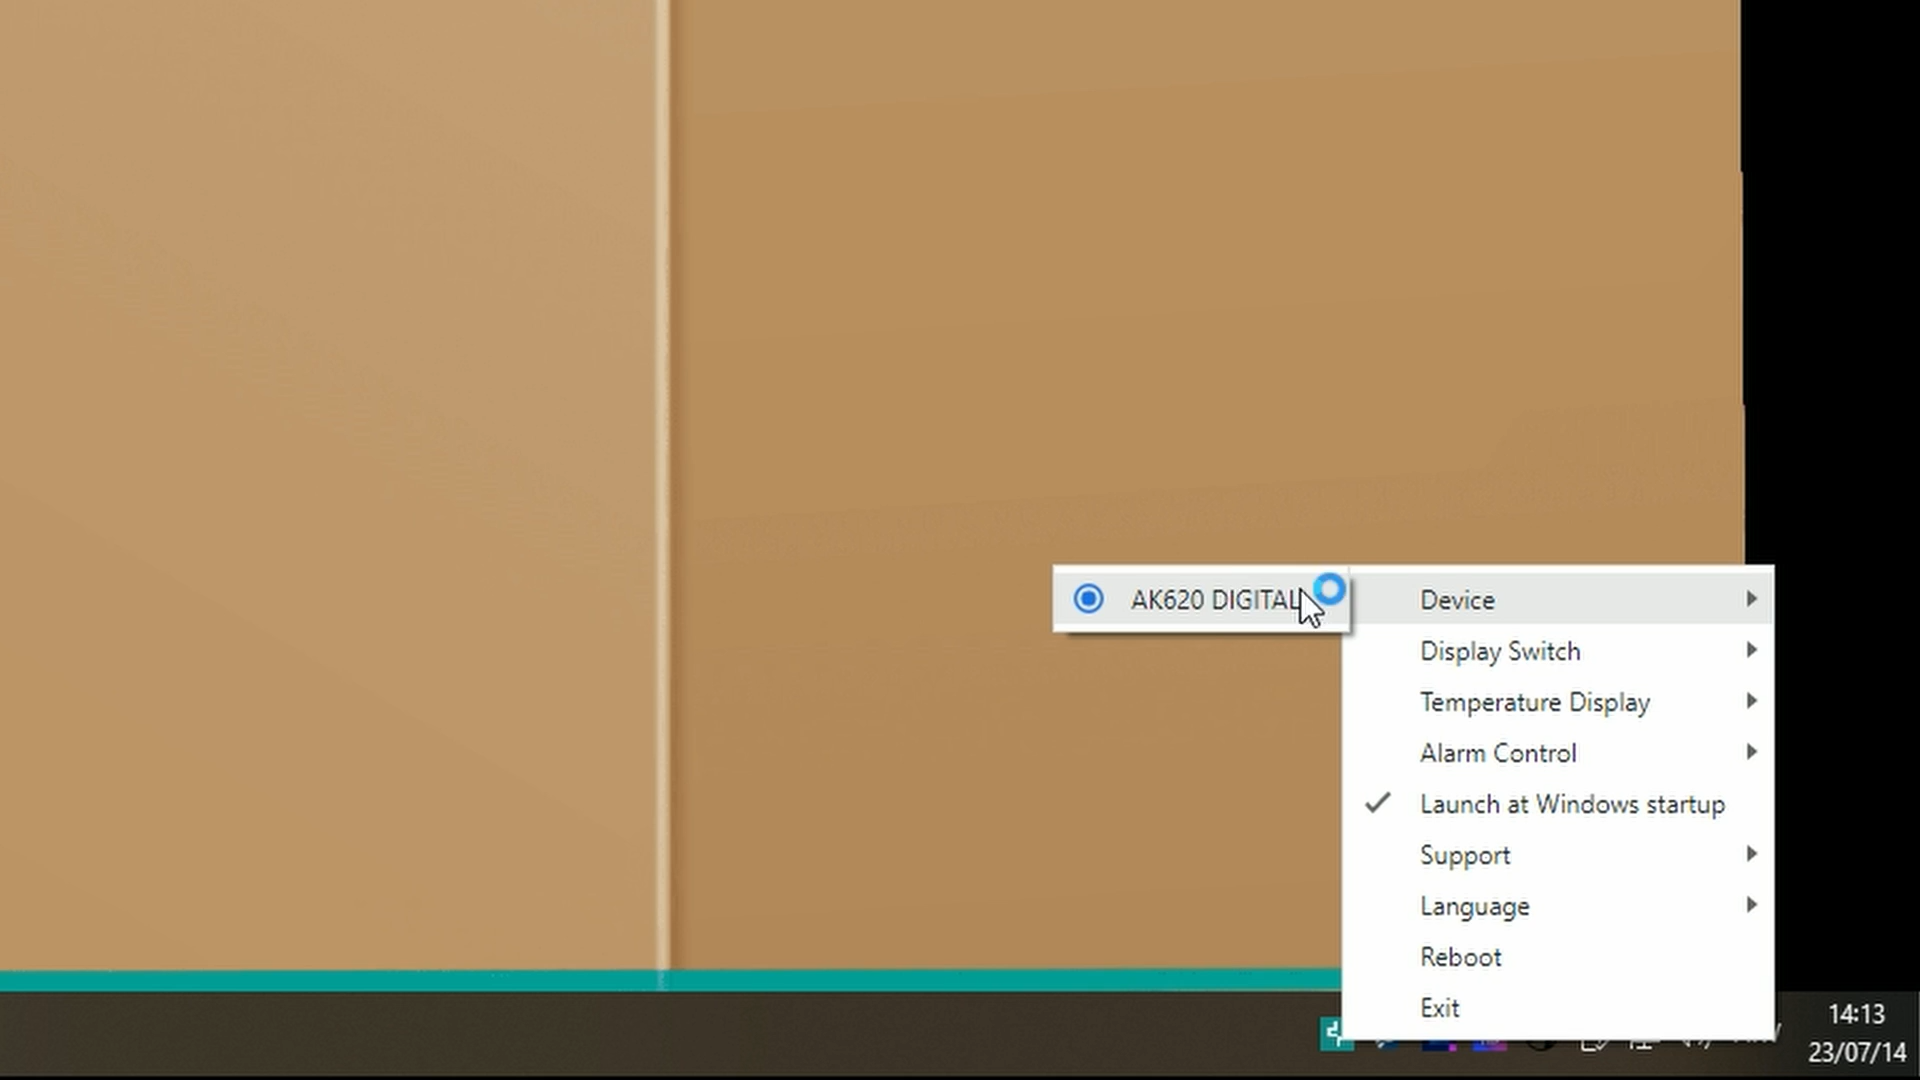 AK620 DIGITAL
Device
Display Switch
Temperature Display
Alarm Control
Launch at Windows startup
Support
Language
Reboot
Exit
14:13
23/07/14